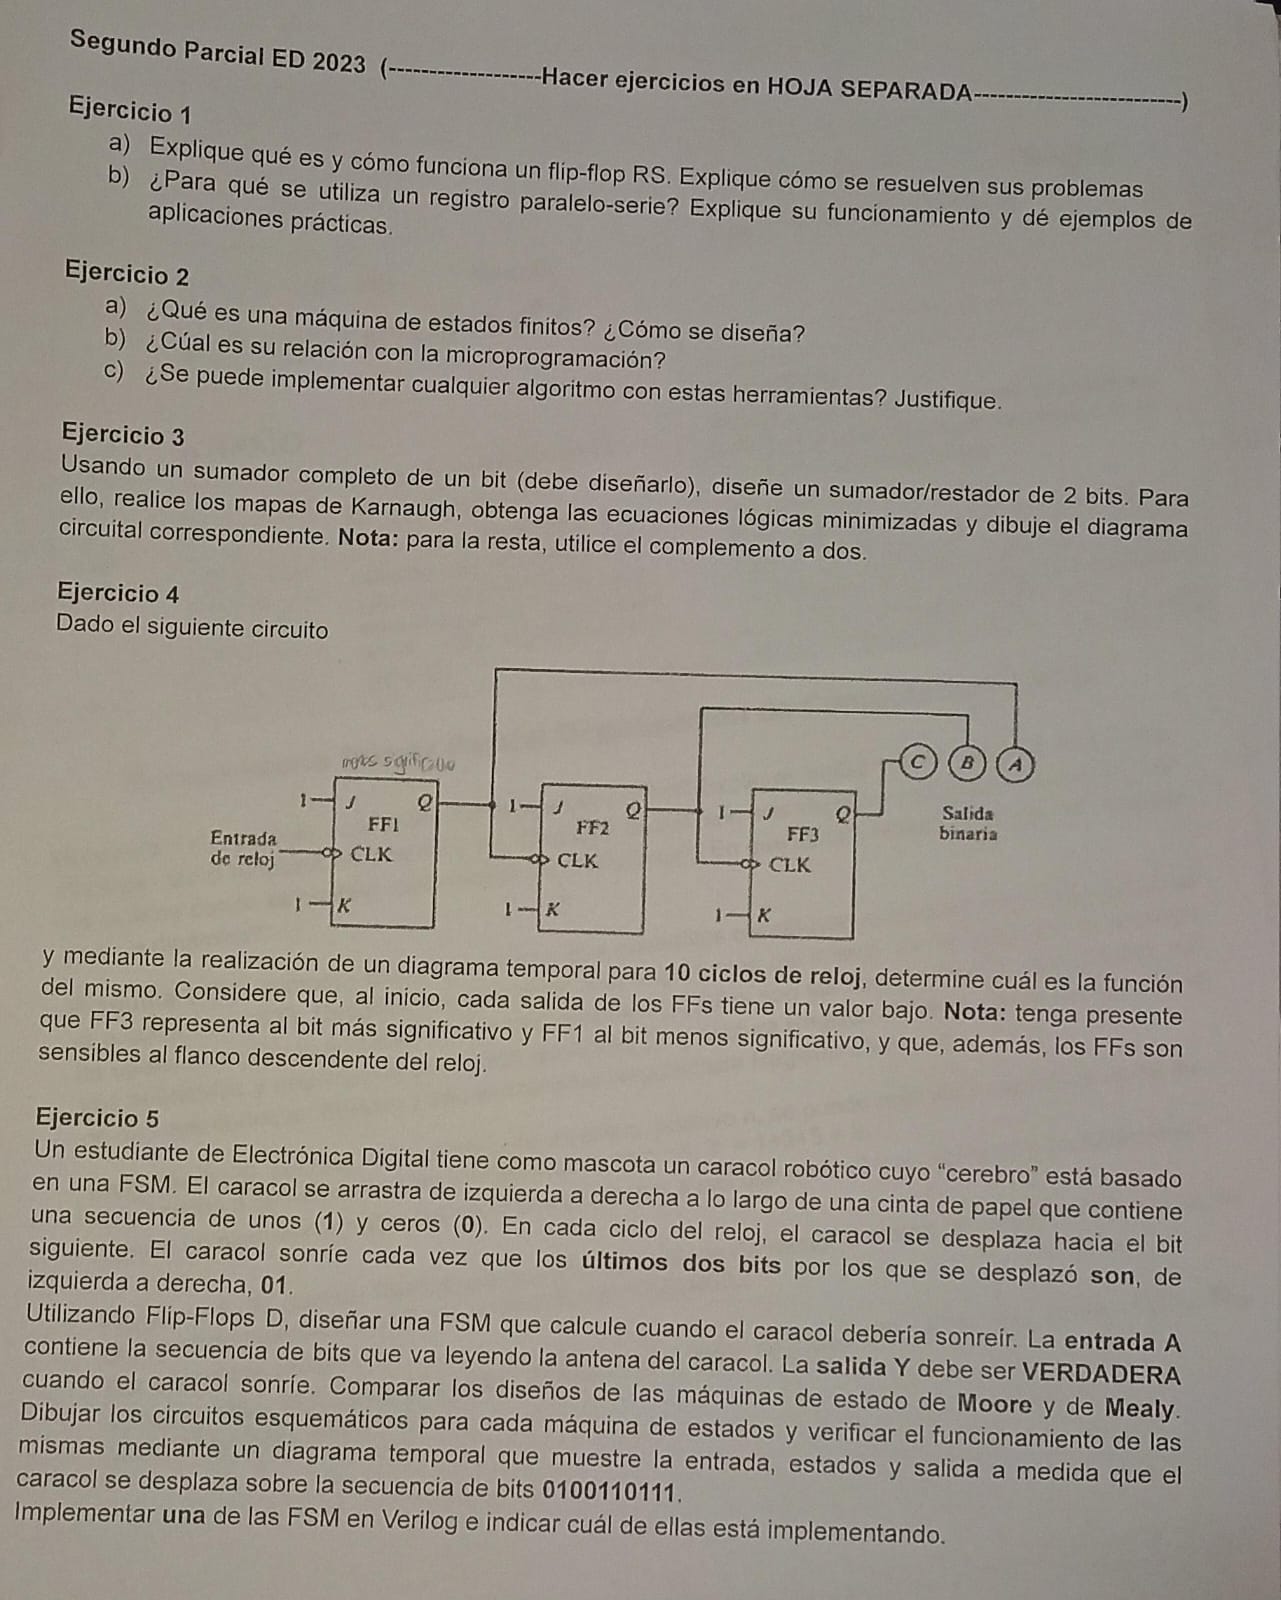 Segundo Parcial ED 2023 (-------------------Hacer ejercicios en HOJA SEPARADA--------------------------)
Ejercicio 1
a) Explique qué es y cómo funciona un flip-flop RS. Explique cómo se resuelven sus problemas
b) ¿Para qué se utiliza un registro paralelo-serie? Explique su funcionamiento y dé ejemplos de
aplicaciones prácticas.
Ejercicio 2
a) ¿Qué es una máquina de estados finitos? ¿Cómo se diseña?
b) ¿Cúal es su relación con la microprogramación?
c) ¿Se puede implementar cualquier algoritmo con estas herramientas? Justifique.
Ejercicio 3
Usando un sumador completo de un bit (debe diseñarlo), diseñe un sumador/restador de 2 bits. Para
ello, realice los mapas de Karnaugh, obtenga las ecuaciones lógicas minimizadas y dibuje el diagrama
circuital correspondiente. Nota: para la resta, utilice el complemento a dos.
Ejercicio 4
Dado el siguiente circuito
C B A
1 J Q 1 J Q 1 J Q
FF1 FF2 FF3
Salida
binaria
Entrada
de reloj
CLK CLK CLK
1 K 1 K 1 K
y mediante la realización de un diagrama temporal para 10 ciclos de reloj, determine cuál es la función
del mismo. Considere que, al inicio, cada salida de los FFs tiene un valor bajo. Nota: tenga presente
que FF3 representa al bit más significativo y FF1 al bit menos significativo, y que, además, los FFs son
sensibles al flanco descendente del reloj.
Ejercicio 5
Un estudiante de Electrónica Digital tiene como mascota un caracol robótico cuyo “cerebro” está basado
en una FSM. El caracol se arrastra de izquierda a derecha a lo largo de una cinta de papel que contiene
una secuencia de unos (1) y ceros (0). En cada ciclo del reloj, el caracol se desplaza hacia el bit
siguiente. El caracol sonríe cada vez que los últimos dos bits por los que se desplazó son, de
izquierda a derecha, 01.
Utilizando Flip-Flops D, diseñar una FSM que calcule cuando el caracol debería sonreír. La entrada A
contiene la secuencia de bits que va leyendo la antena del caracol. La salida Y debe ser VERDADERA
cuando el caracol sonríe. Comparar los diseños de las máquinas de estado de Moore y de Mealy.
Dibujar los circuitos esquemáticos para cada máquina de estados y verificar el funcionamiento de las
mismas mediante un diagrama temporal que muestre la entrada, estados y salida a medida que el
caracol se desplaza sobre la secuencia de bits 0100110111.
Implementar una de las FSM en Verilog e indicar cuál de ellas está implementando.